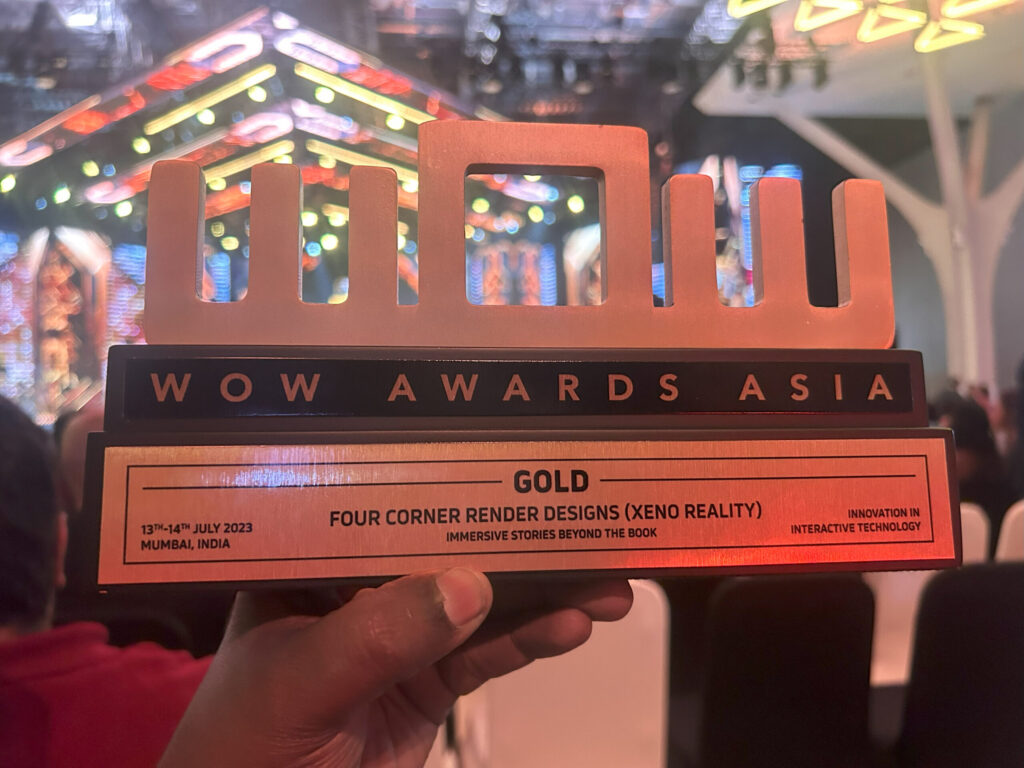 WOW
WOW AWARDS ASIA
GOLD
FOUR CORNER RENDER DESIGNS (XENO REALITY)
IMMERSIVE STORIES BEYOND THE BOOK
13TH-14TH JULY 2023
MUMBAI, INDIA
INNOVATION IN
INTERACTIVE TECHNOLOGY